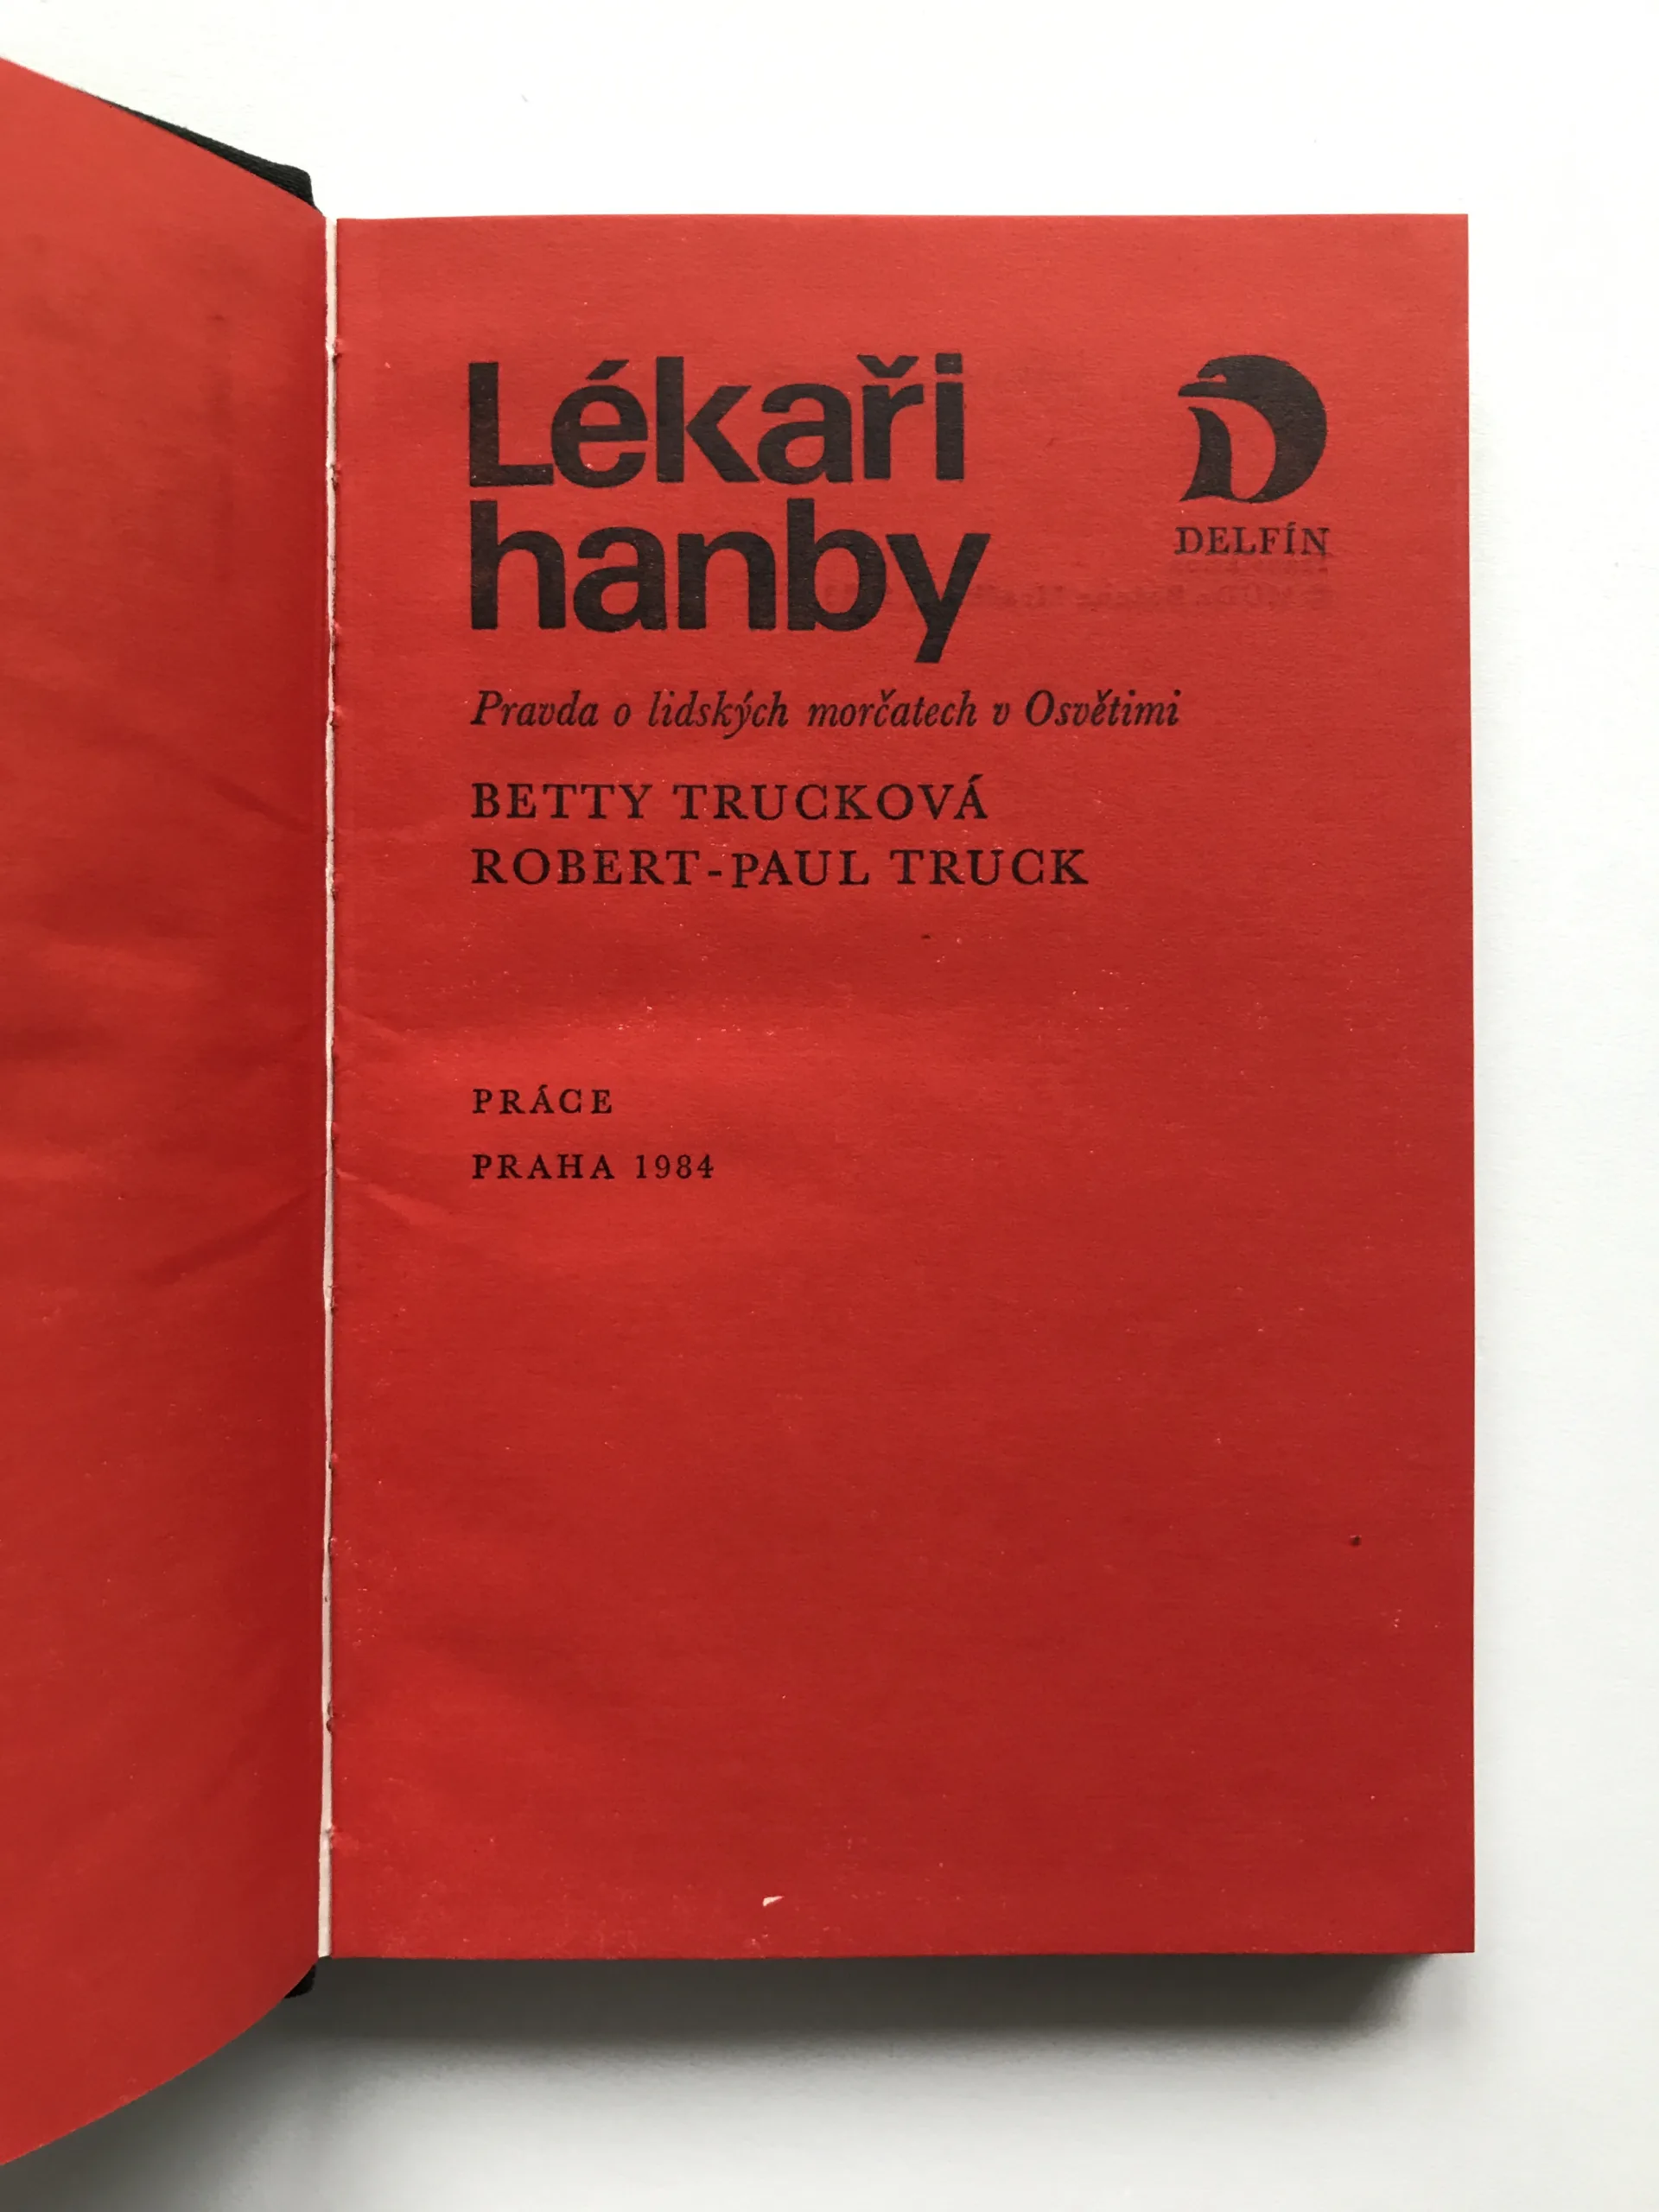 Lékaři
hanby
DELFÍN
Pravda o lidských morčatech v Osvětimi
BETTY TRUCKOVÁ
ROBERT-PAUL TRUCK
PRÁCE
PRAHA 1984